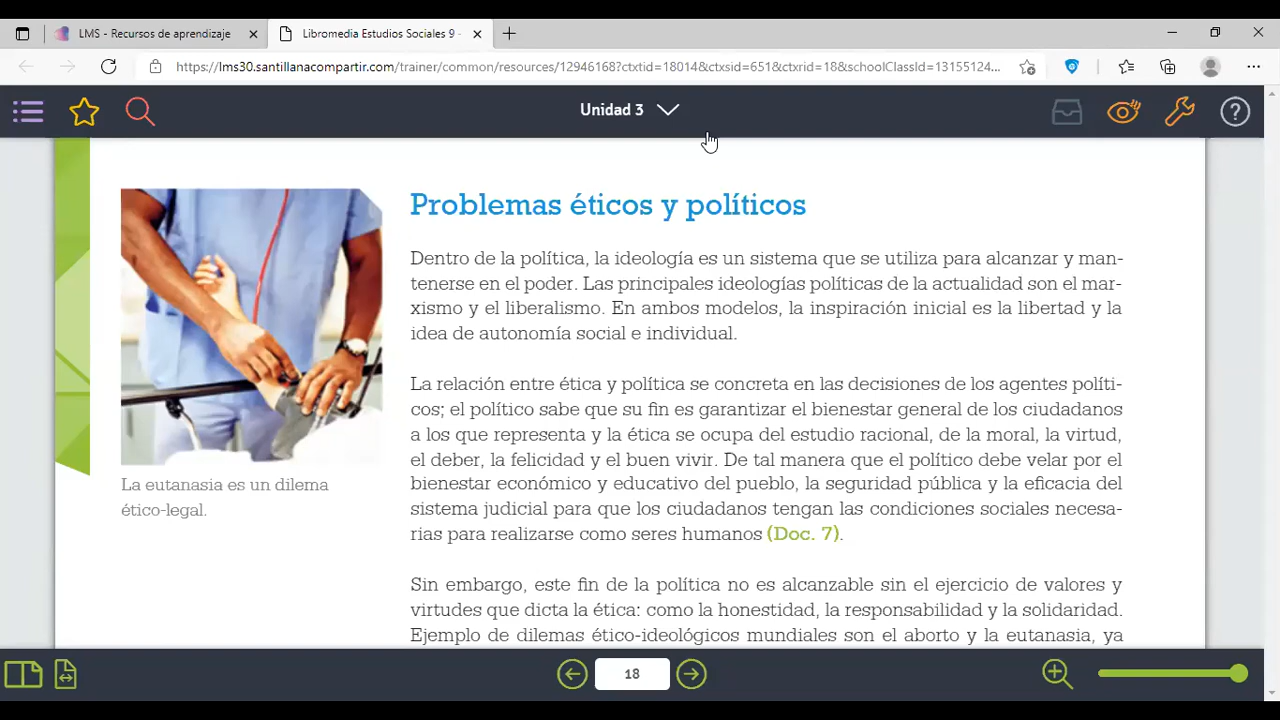 LMS - Recursos de aprendizaje
Libromedia Estudios Sociales 9 -
https://lms30.santillanacompartir.com/trainer/common/resources/12946168?ctxtid=18014&ctxsid=651&ctxrid=18&schoolClassId=13155124...
Unidad 3
Problemas éticos y políticos
Dentro de la política, la ideología es un sistema que se utiliza para alcanzar y man-
tenerse en el poder. Las principales ideologías políticas de la actualidad son el mar-
xismo y el liberalismo. En ambos modelos, la inspiración inicial es la libertad y la
idea de autonomía social e individual.
La relación entre ética y política se concreta en las decisiones de los agentes políti-
cos; el político sabe que su fin es garantizar el bienestar general de los ciudadanos
a los que representa y la ética se ocupa del estudio racional, de la moral, la virtud,
el deber, la felicidad y el buen vivir. De tal manera que el político debe velar por el
bienestar económico y educativo del pueblo, la seguridad pública y la eficacia del
sistema judicial para que los ciudadanos tengan las condiciones sociales necesa-
rias para realizarse como seres humanos (Doc. 7).
Sin embargo, este fin de la política no es alcanzable sin el ejercicio de valores y
virtudes que dicta la ética: como la honestidad, la responsabilidad y la solidaridad.
Ejemplo de dilemas ético-ideológicos mundiales son el aborto y la eutanasia, ya
La eutanasia es un dilema
ético-legal.
18